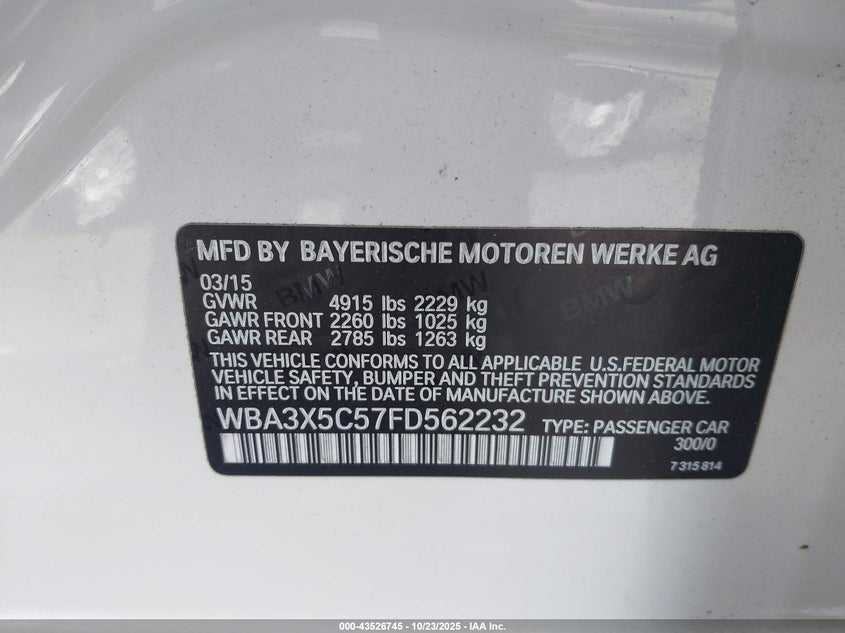 MFD BY BAYERISCHE MOTOREN WERKE AG
03/15
GVWR 4915 lbs 2229 kg
GAWR FRONT 2260 lbs 1025 kg
GAWR REAR 2785 lbs 1263 kg
THIS VEHICLE CONFORMS TO ALL APPLICABLE U.S.FEDERAL MOTOR
VEHICLE SAFETY, BUMPER AND THEFT PREVENTION STANDARDS
IN EFFECT ON THE DATE OF MANUFACTURE SHOWN ABOVE.
WBA3X5C57FD562232 TYPE: PASSENGER CAR
300/0
7 315 814
BMW
BMW
000-43526745 - 10/23/2025 - IAA Inc.